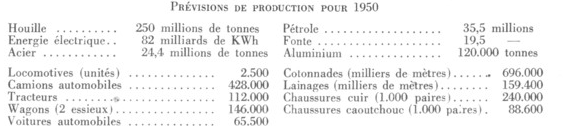 PRÉVISIONS DE PRODUCTION POUR 1950
Houille .......... 250 millions de tonnes
Energie électrique.. 82 milliards de KWh
Acier ............ 24,4 millions de tonnes
Pétrole .............. 35,5 millions
Fonte ............... 19,5 —
Aluminium ........... 120.000 tonnes
Locomotives (unités) ............... 2.500
Camions automobiles ............... 428.000
Tracteurs ............... 112.000
Wagons (2 essieux) ............... 146.000
Voitures automobiles ............... 65.500
Cotonnades (milliers de mètres)....... 696.000
Lainages (milliers de mètres)........ 159.400
Chaussures cuir (1.000 paires)....... 240.000
Chaussures caoutchouc (1.000 paires). 88.600